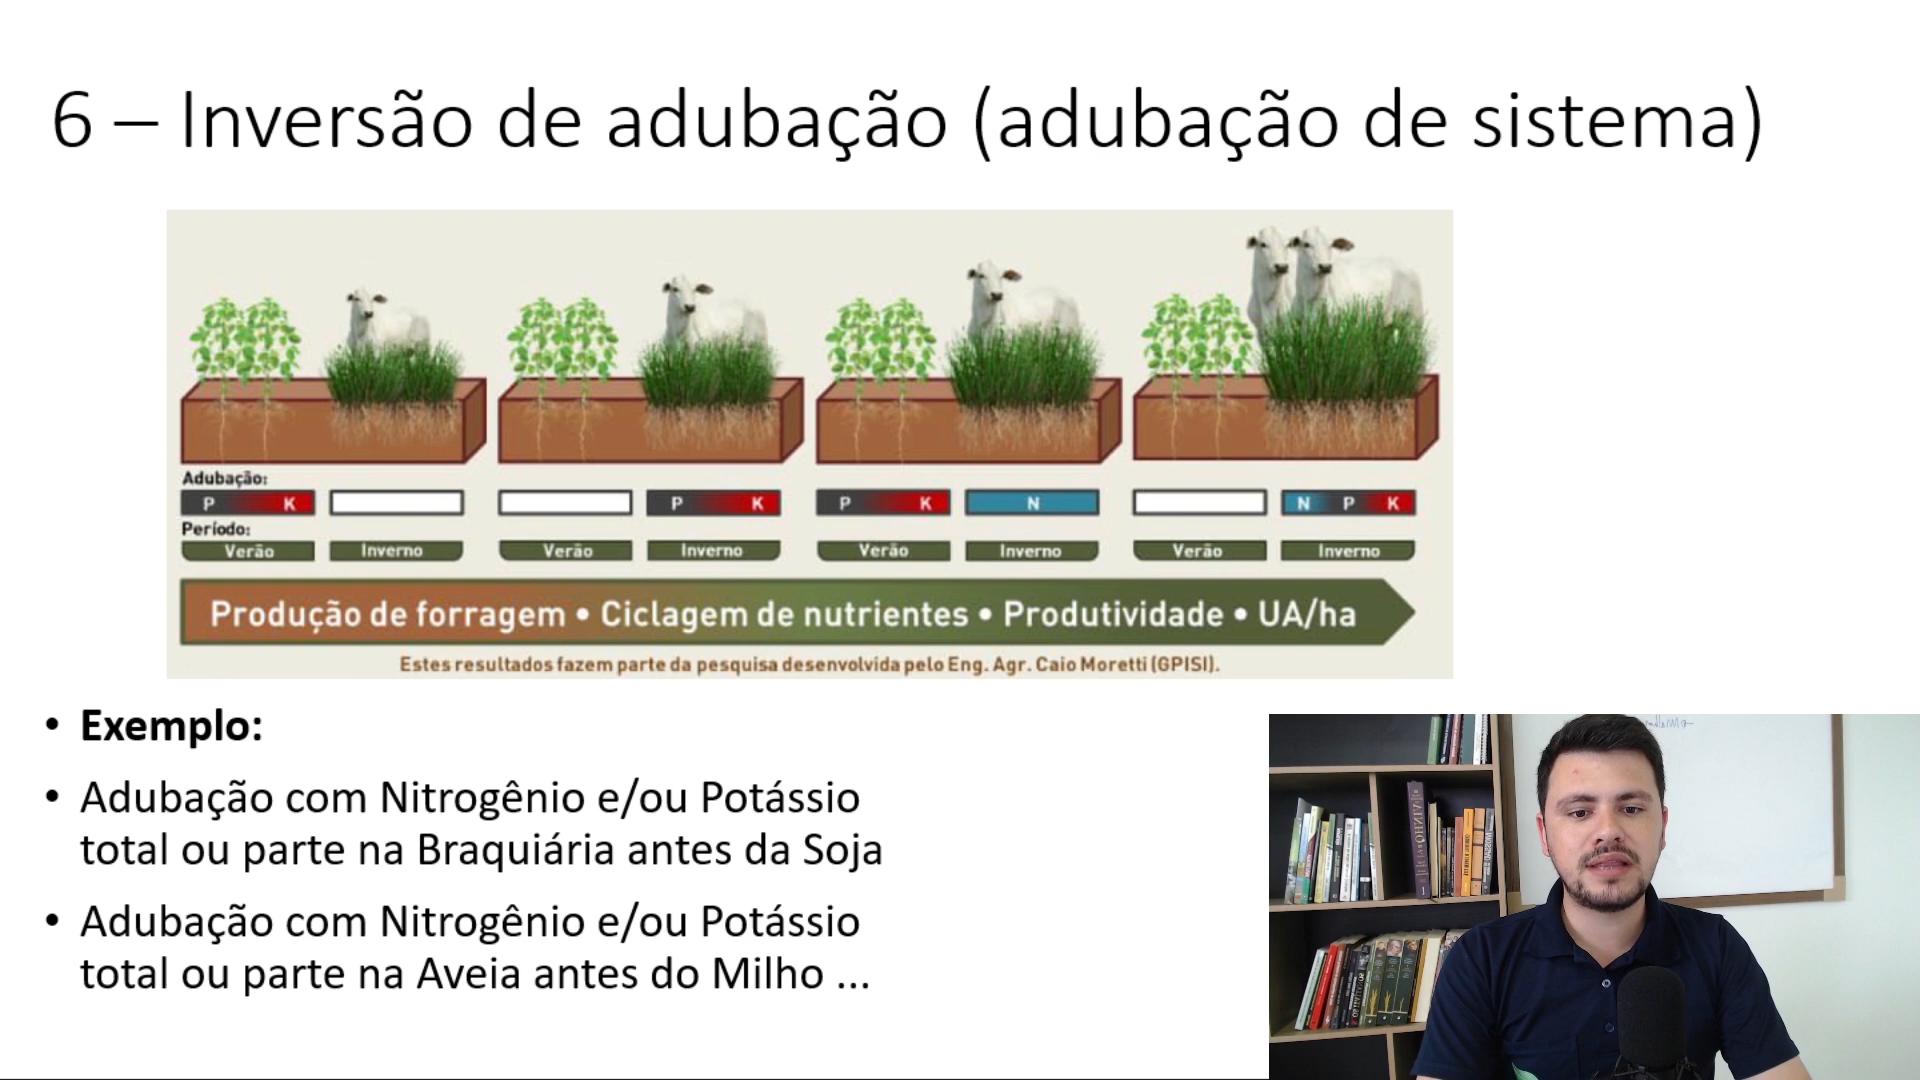 6 – Inversão de adubação (adubação de sistema)
Adubação:
P K P K P K N N P K
Período:
Verão Inverno Verão Inverno Verão Inverno Verão Inverno
Produção de forragem • Ciclagem de nutrientes • Produtividade • UA/ha
Estes resultados fazem parte da pesquisa desenvolvida pelo Eng. Agr. Caio Moretti (GPISI).
• Exemplo:
• Adubação com Nitrogênio e/ou Potássio
total ou parte na Braquiária antes da Soja
• Adubação com Nitrogênio e/ou Potássio
total ou parte na Aveia antes do Milho ...